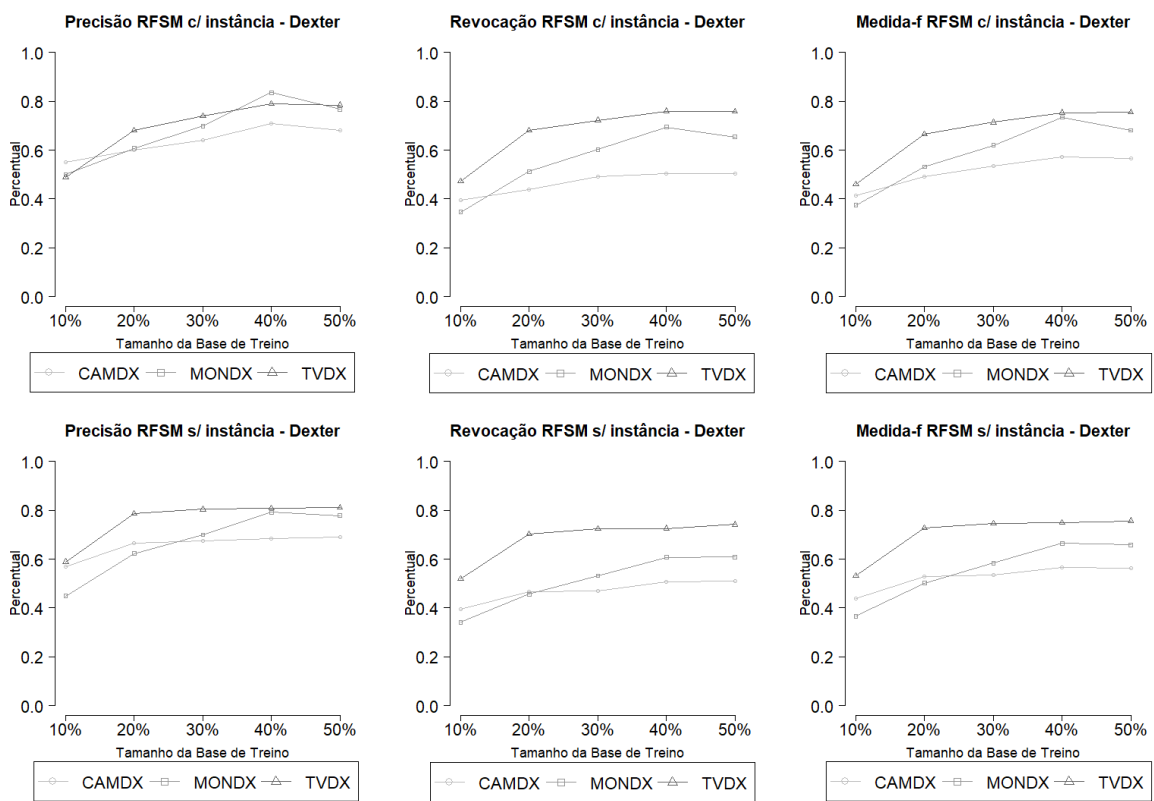 Precisão RFSM c/ instância - Dexter
Percentual
1.0
0.8
0.6
0.4
0.2
0.0
10% 20% 30% 40% 50%
Tamanho da Base de Treino
CAMDX MONDX TVDX
Revocação RFSM c/ instância - Dexter
Percentual
1.0
0.8
0.6
0.4
0.2
0.0
10% 20% 30% 40% 50%
Tamanho da Base de Treino
CAMDX MONDX TVDX
Medida-f RFSM c/ instância - Dexter
Percentual
1.0
0.8
0.6
0.4
0.2
0.0
10% 20% 30% 40% 50%
Tamanho da Base de Treino
CAMDX MONDX TVDX
Precisão RFSM s/ instância - Dexter
Percentual
1.0
0.8
0.6
0.4
0.2
0.0
10% 20% 30% 40% 50%
Tamanho da Base de Treino
CAMDX MONDX TVDX
Revocação RFSM s/ instância - Dexter
Percentual
1.0
0.8
0.6
0.4
0.2
0.0
10% 20% 30% 40% 50%
Tamanho da Base de Treino
CAMDX MONDX TVDX
Medida-f RFSM s/ instância - Dexter
Percentual
1.0
0.8
0.6
0.4
0.2
0.0
10% 20% 30% 40% 50%
Tamanho da Base de Treino
CAMDX MONDX TVDX